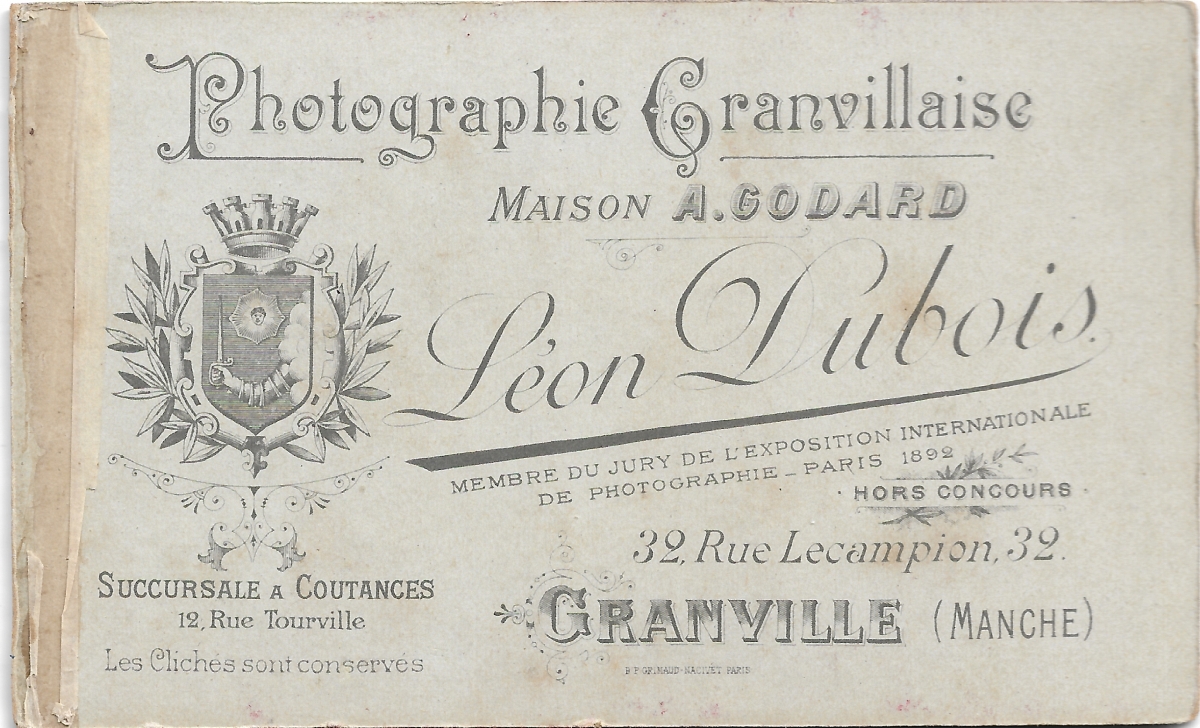 Photographie Granvillaise
MAISON A. GODARD
Léon Dubois.
MEMBRE DU JURY DE L'EXPOSITION INTERNATIONALE
DE PHOTOGRAPHIE _ PARIS 1892
· HORS CONCOURS ·
32, Rue Lecampion, 32.
GRANVILLE (MANCHE)
SUCCURSALE A COUTANCES
12, Rue Tourville
Les Clichés sont conservés
PARIS